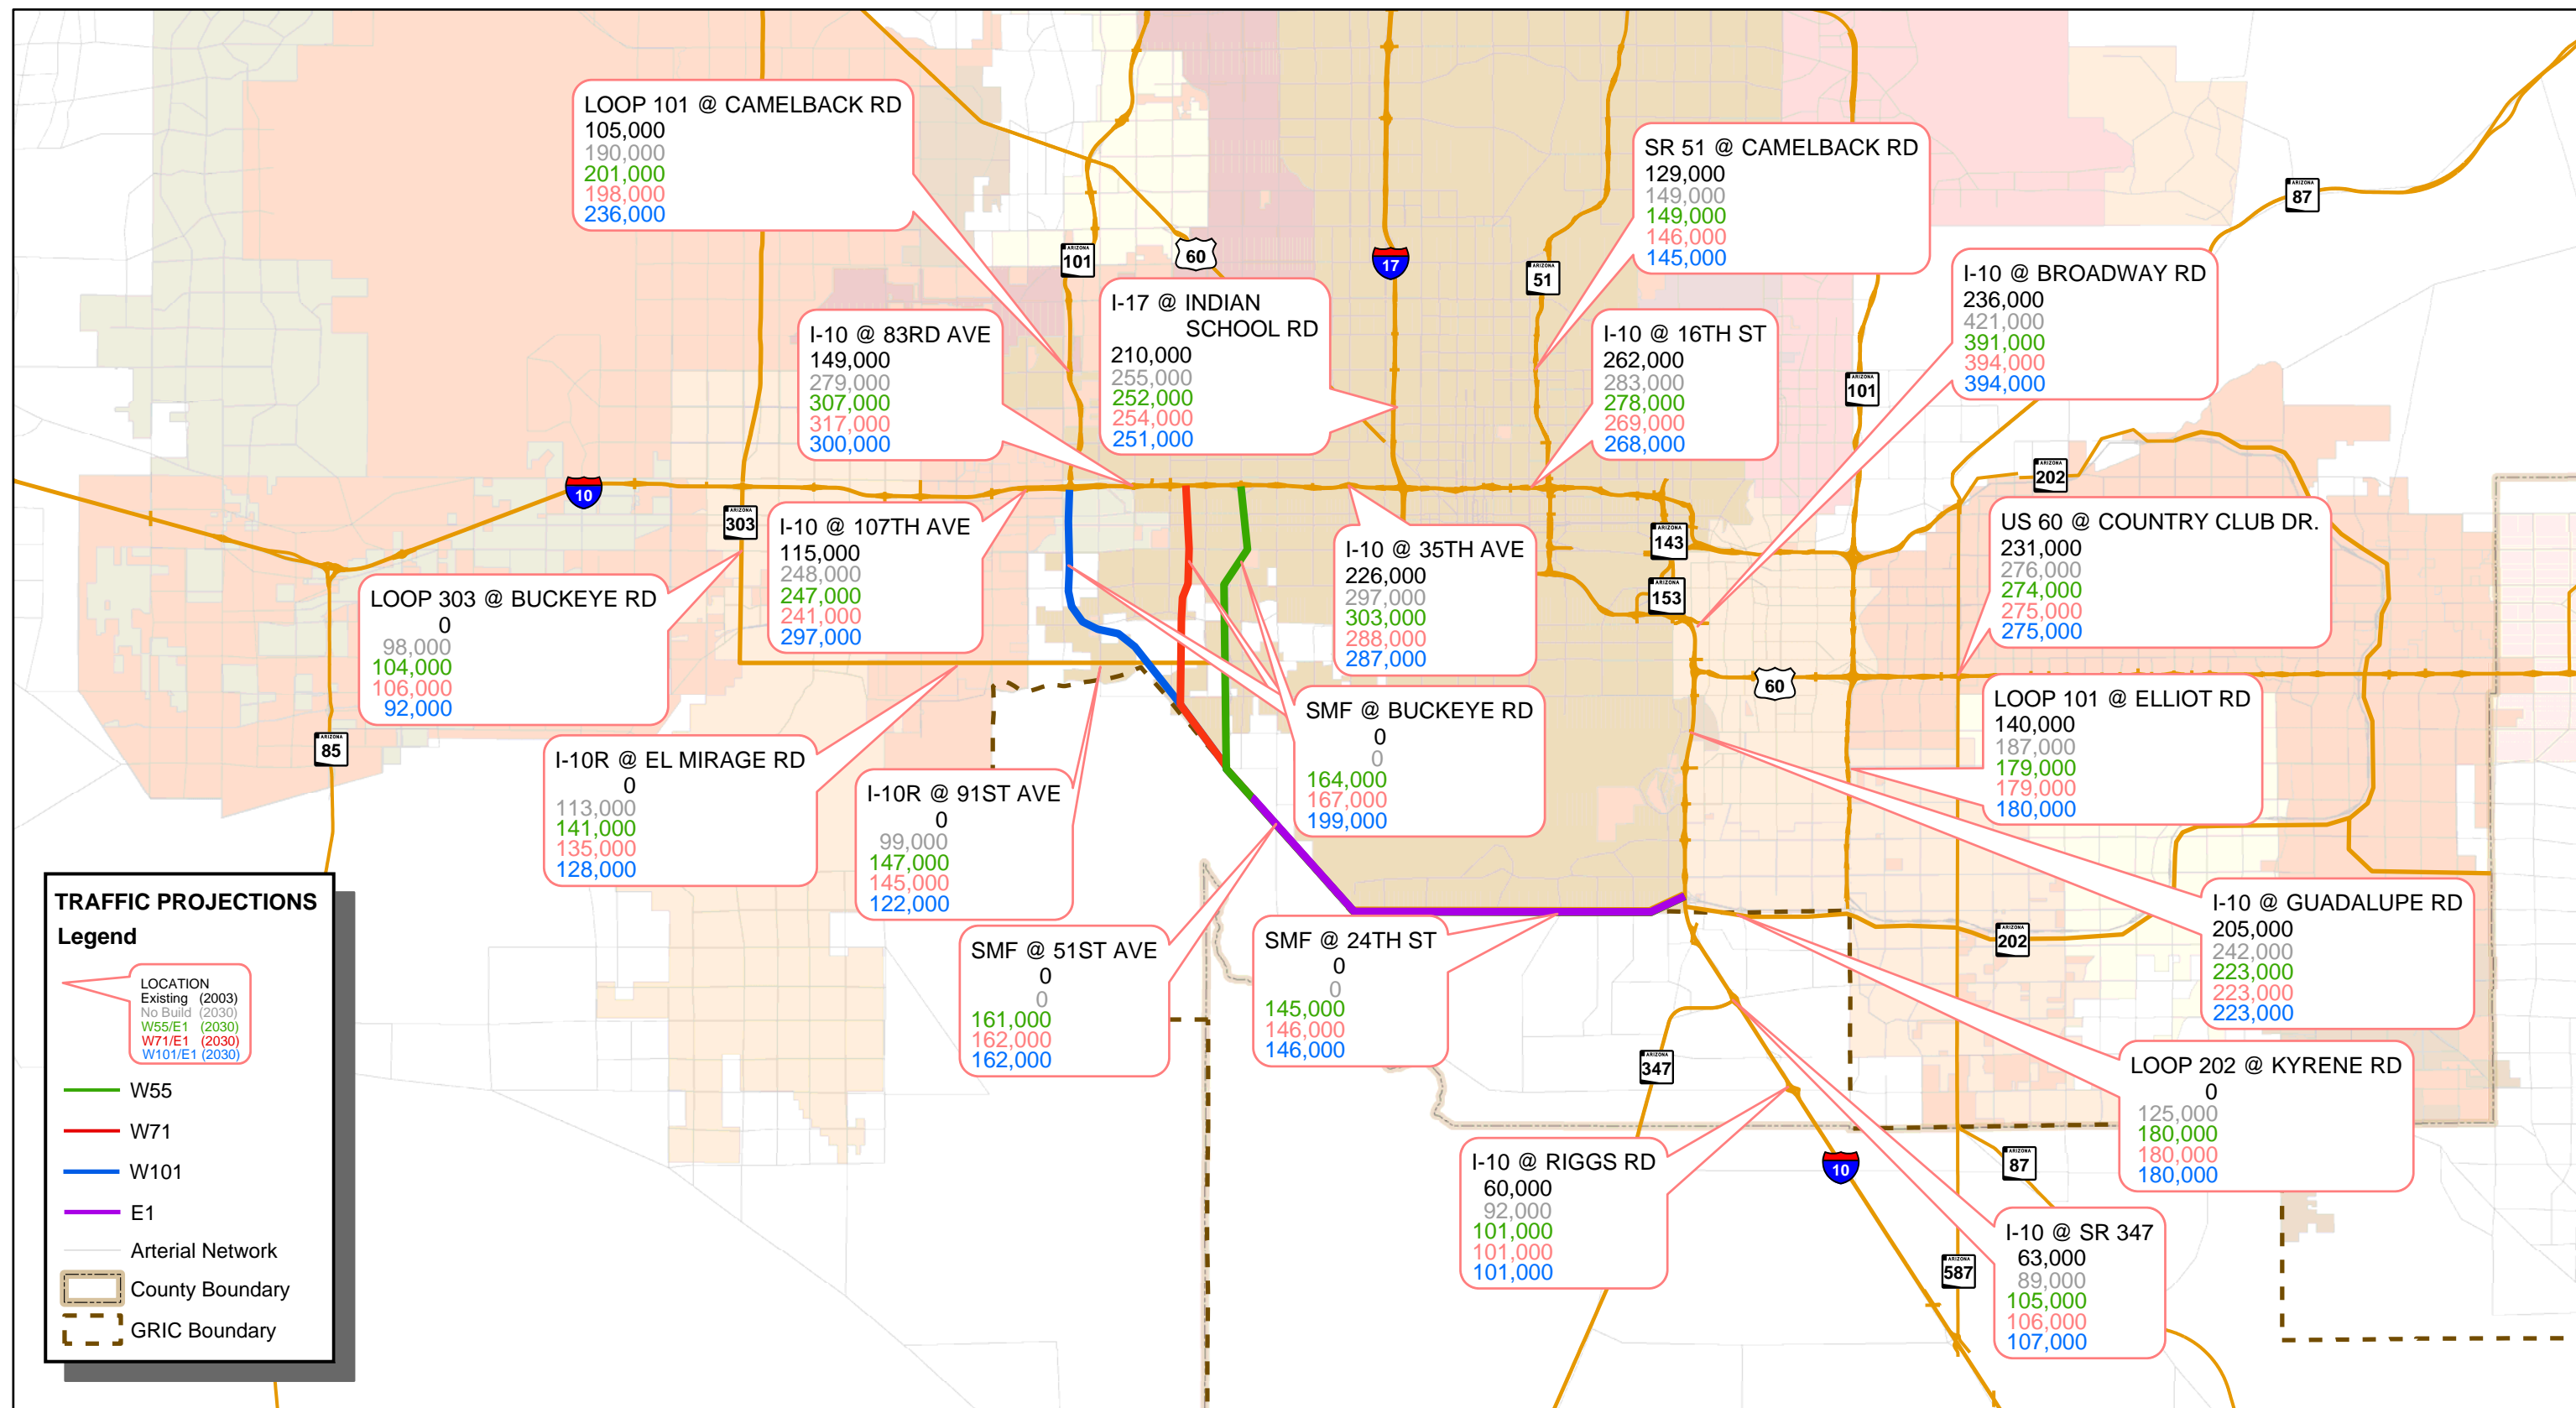 LOOP 101 @ CAMELBACK RD
105,000
190,000
201,000
198,000
236,000
SR 51 @ CAMELBACK RD
129,000
149,000
149,000
146,000
145,000
ARIZONA
87
ARIZONA
101
60
17
ARIZONA
51
I-10 @ BROADWAY RD
236,000
421,000
391,000
394,000
394,000
I-17 @ INDIAN
SCHOOL RD
210,000
255,000
252,000
254,000
251,000
I-10 @ 83RD AVE
149,000
279,000
307,000
317,000
300,000
I-10 @ 16TH ST
262,000
283,000
278,000
269,000
268,000
ARIZONA
101
10
ARIZONA
202
ARIZONA
303
I-10 @ 107TH AVE
115,000
248,000
247,000
241,000
297,000
I-10 @ 35TH AVE
226,000
297,000
303,000
288,000
287,000
ARIZONA
143
ARIZONA
153
US 60 @ COUNTRY CLUB DR.
231,000
276,000
274,000
275,000
275,000
LOOP 303 @ BUCKEYE RD
0
98,000
104,000
106,000
92,000
60
ARIZONA
85
SMF @ BUCKEYE RD
0
0
164,000
167,000
199,000
LOOP 101 @ ELLIOT RD
140,000
187,000
179,000
179,000
180,000
I-10R @ EL MIRAGE RD
0
113,000
141,000
135,000
128,000
I-10R @ 91ST AVE
0
99,000
147,000
145,000
122,000
I-10 @ GUADALUPE RD
205,000
242,000
223,000
223,000
223,000
SMF @ 51ST AVE
0
0
161,000
162,000
162,000
SMF @ 24TH ST
0
0
145,000
146,000
146,000
ARIZONA
202
ARIZONA
347
LOOP 202 @ KYRENE RD
0
125,000
180,000
180,000
180,000
I-10 @ RIGGS RD
60,000
92,000
101,000
101,000
101,000
10
ARIZONA
87
ARIZONA
587
I-10 @ SR 347
63,000
89,000
105,000
106,000
107,000
TRAFFIC PROJECTIONS
Legend
LOCATION
Existing (2003)
No Build (2030)
W55/E1 (2030)
W71/E1 (2030)
W101/E1 (2030)
W55
W71
W101
E1
Arterial Network
County Boundary
GRIC Boundary